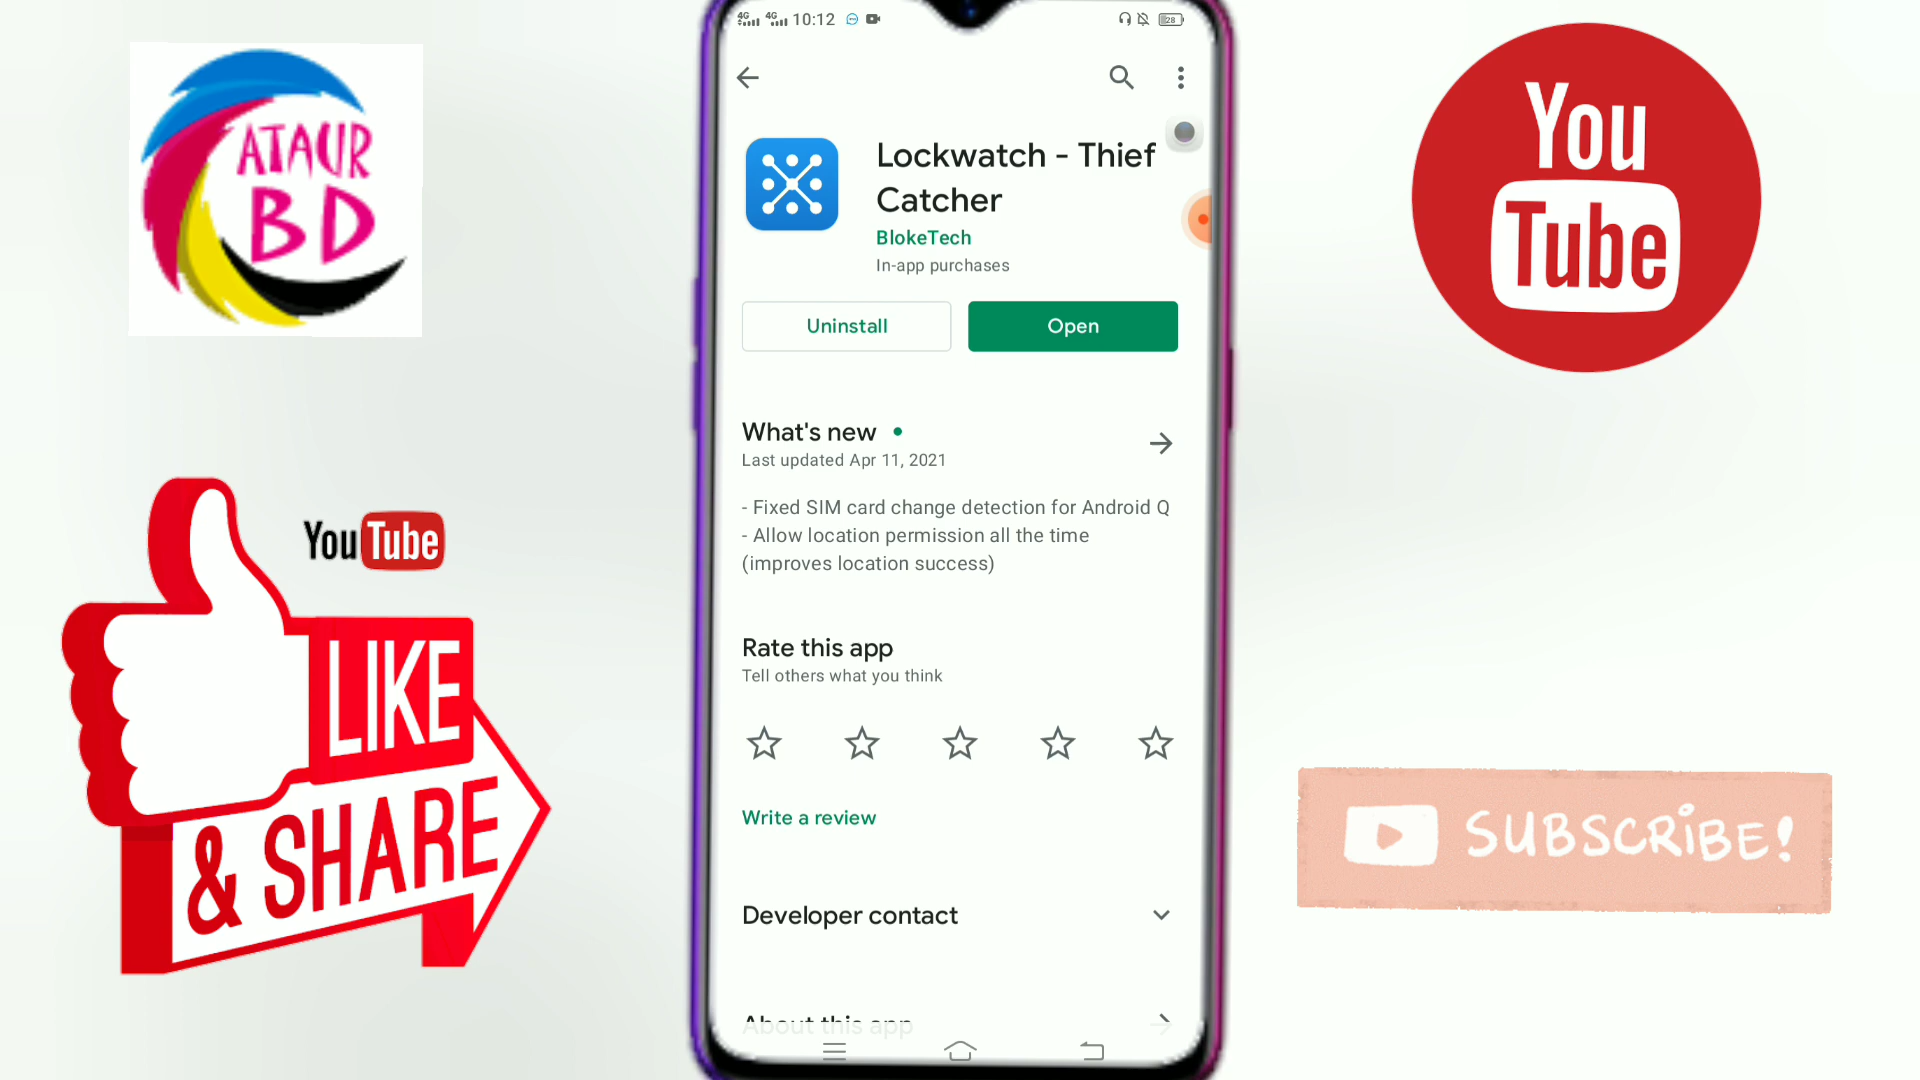 4G 4G 10:12
28
ATAUR
BD
Lockwatch - Thief
Catcher
BlokeTech
In-app purchases
Uninstall
Open
What's new
Last updated Apr 11, 2021
- Fixed SIM card change detection for Android Q
- Allow location permission all the time
(improves location success)
Rate this app
Tell others what you think
Write a review
Developer contact
About this app
You
Tube
YouTube
LIKE
& SHARE
SUBSCRIBE!